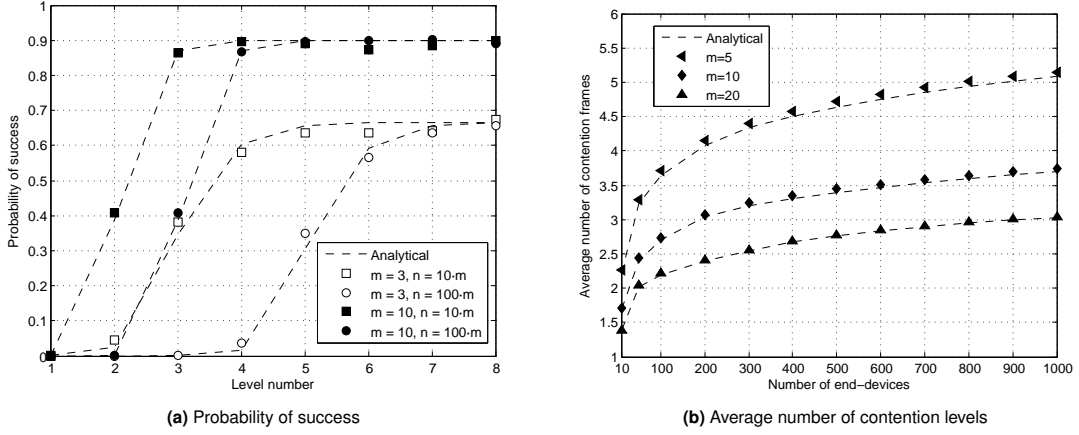 1
0.9
0.8
0.7
0.6
0.5
0.4
0.3
0.2
0.1
0
1 2 3 4 5 6 7 8
Probability of success
Level number
Analytical
m = 3, n = 10·m
m = 3, n = 100·m
m = 10, n = 10·m
m = 10, n = 100·m
(a) Probability of success
6
5.5
5
4.5
4
3.5
3
2.5
2
1.5
1
10 100 200 300 400 500 600 700 800 900 1000
Average number of contention frames
Number of end−devices
Analytical
m=5
m=10
m=20
(b) Average number of contention levels